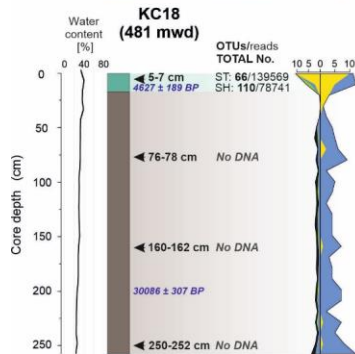 KC18
(481 mwd)
Water
content
[%]
0 40 80
OTUs/reads
TOTAL No.
10 0 10
0
5-7 cm ST: 66/139569
4627 ± 189 BP SH: 110/78741
50
76-78 cm No DNA
100
150
160-162 cm No DNA
200
30086 ± 307 BP
250
250-252 cm No DNA
Core depth (cm)